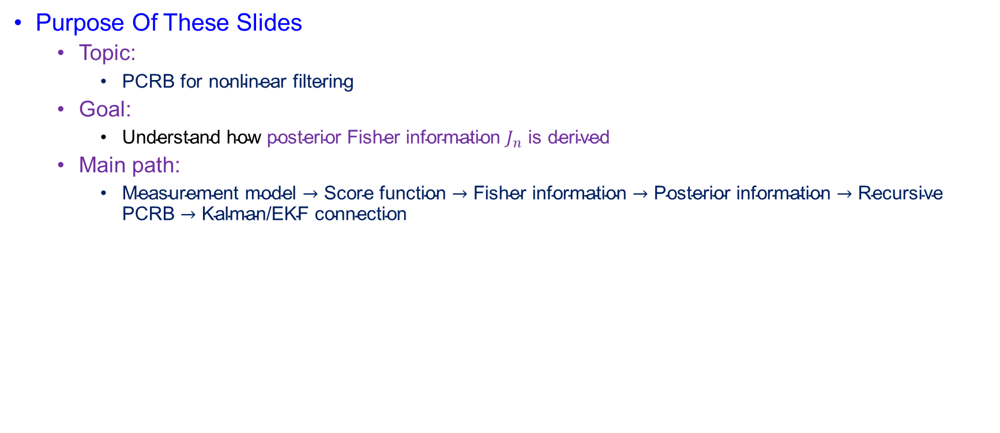 • Purpose Of These Slides
• Topic:
• PCRB for nonlinear filtering
• Goal:
• Understand how posterior Fisher information Jₙ is derived
• Main path:
• Measurement model → Score function → Fisher information → Posterior information → Recursive
PCRB → Kalman/EKF connection